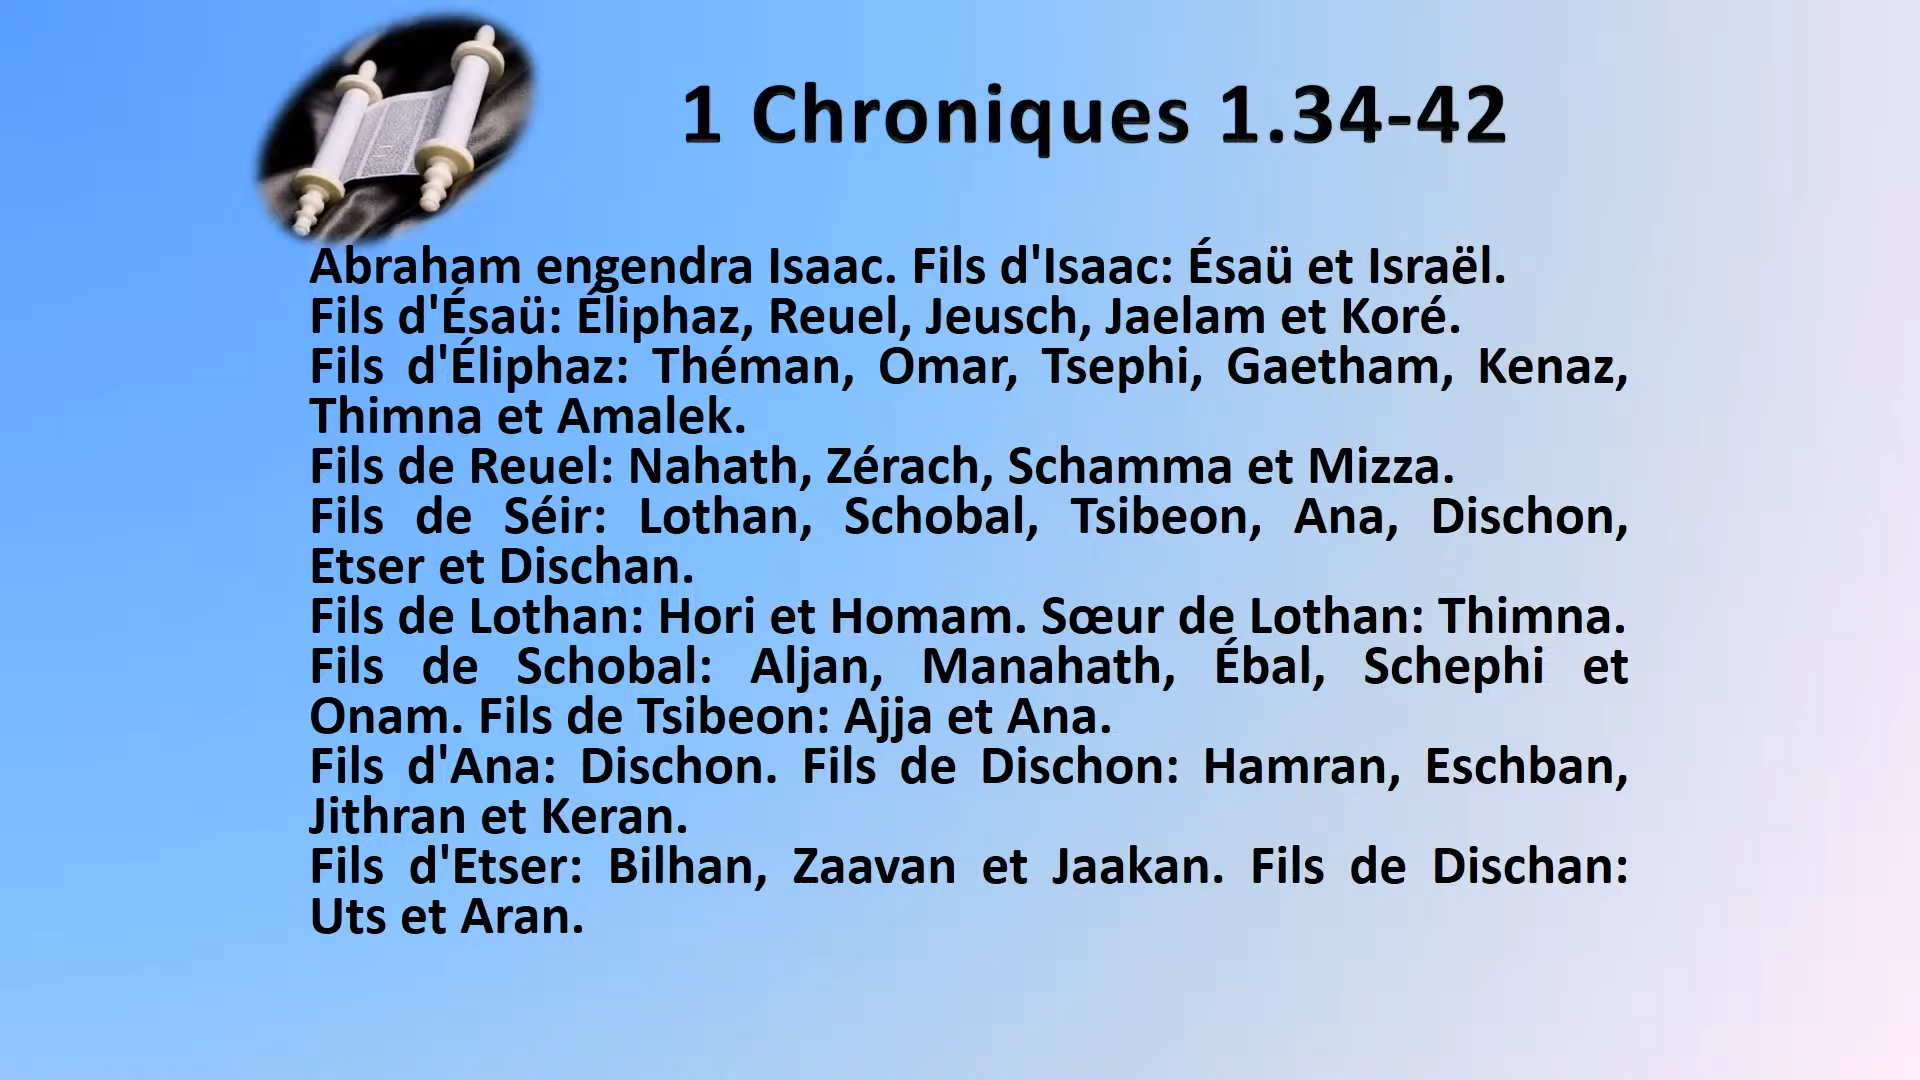 1 Chroniques 1.34-42
Abraham engendra Isaac. Fils d'Isaac: Ésaü et Israël.
Fils d'Ésaü: Éliphaz, Reuel, Jeusch, Jaelam et Koré.
Fils d'Éliphaz: Théman, Omar, Tsephi, Gaetham, Kenaz,
Thimna et Amalek.
Fils de Reuel: Nahath, Zérach, Schamma et Mizza.
Fils de Séir: Lothan, Schobal, Tsibeon, Ana, Dischon,
Etser et Dischan.
Fils de Lothan: Hori et Homam. Sœur de Lothan: Thimna.
Fils de Schobal: Aljan, Manahath, Ébal, Schephi et
Onam. Fils de Tsibeon: Ajja et Ana.
Fils d'Ana: Dischon. Fils de Dischon: Hamran, Eschban,
Jithran et Keran.
Fils d'Etser: Bilhan, Zaavan et Jaakan. Fils de Dischan:
Uts et Aran.